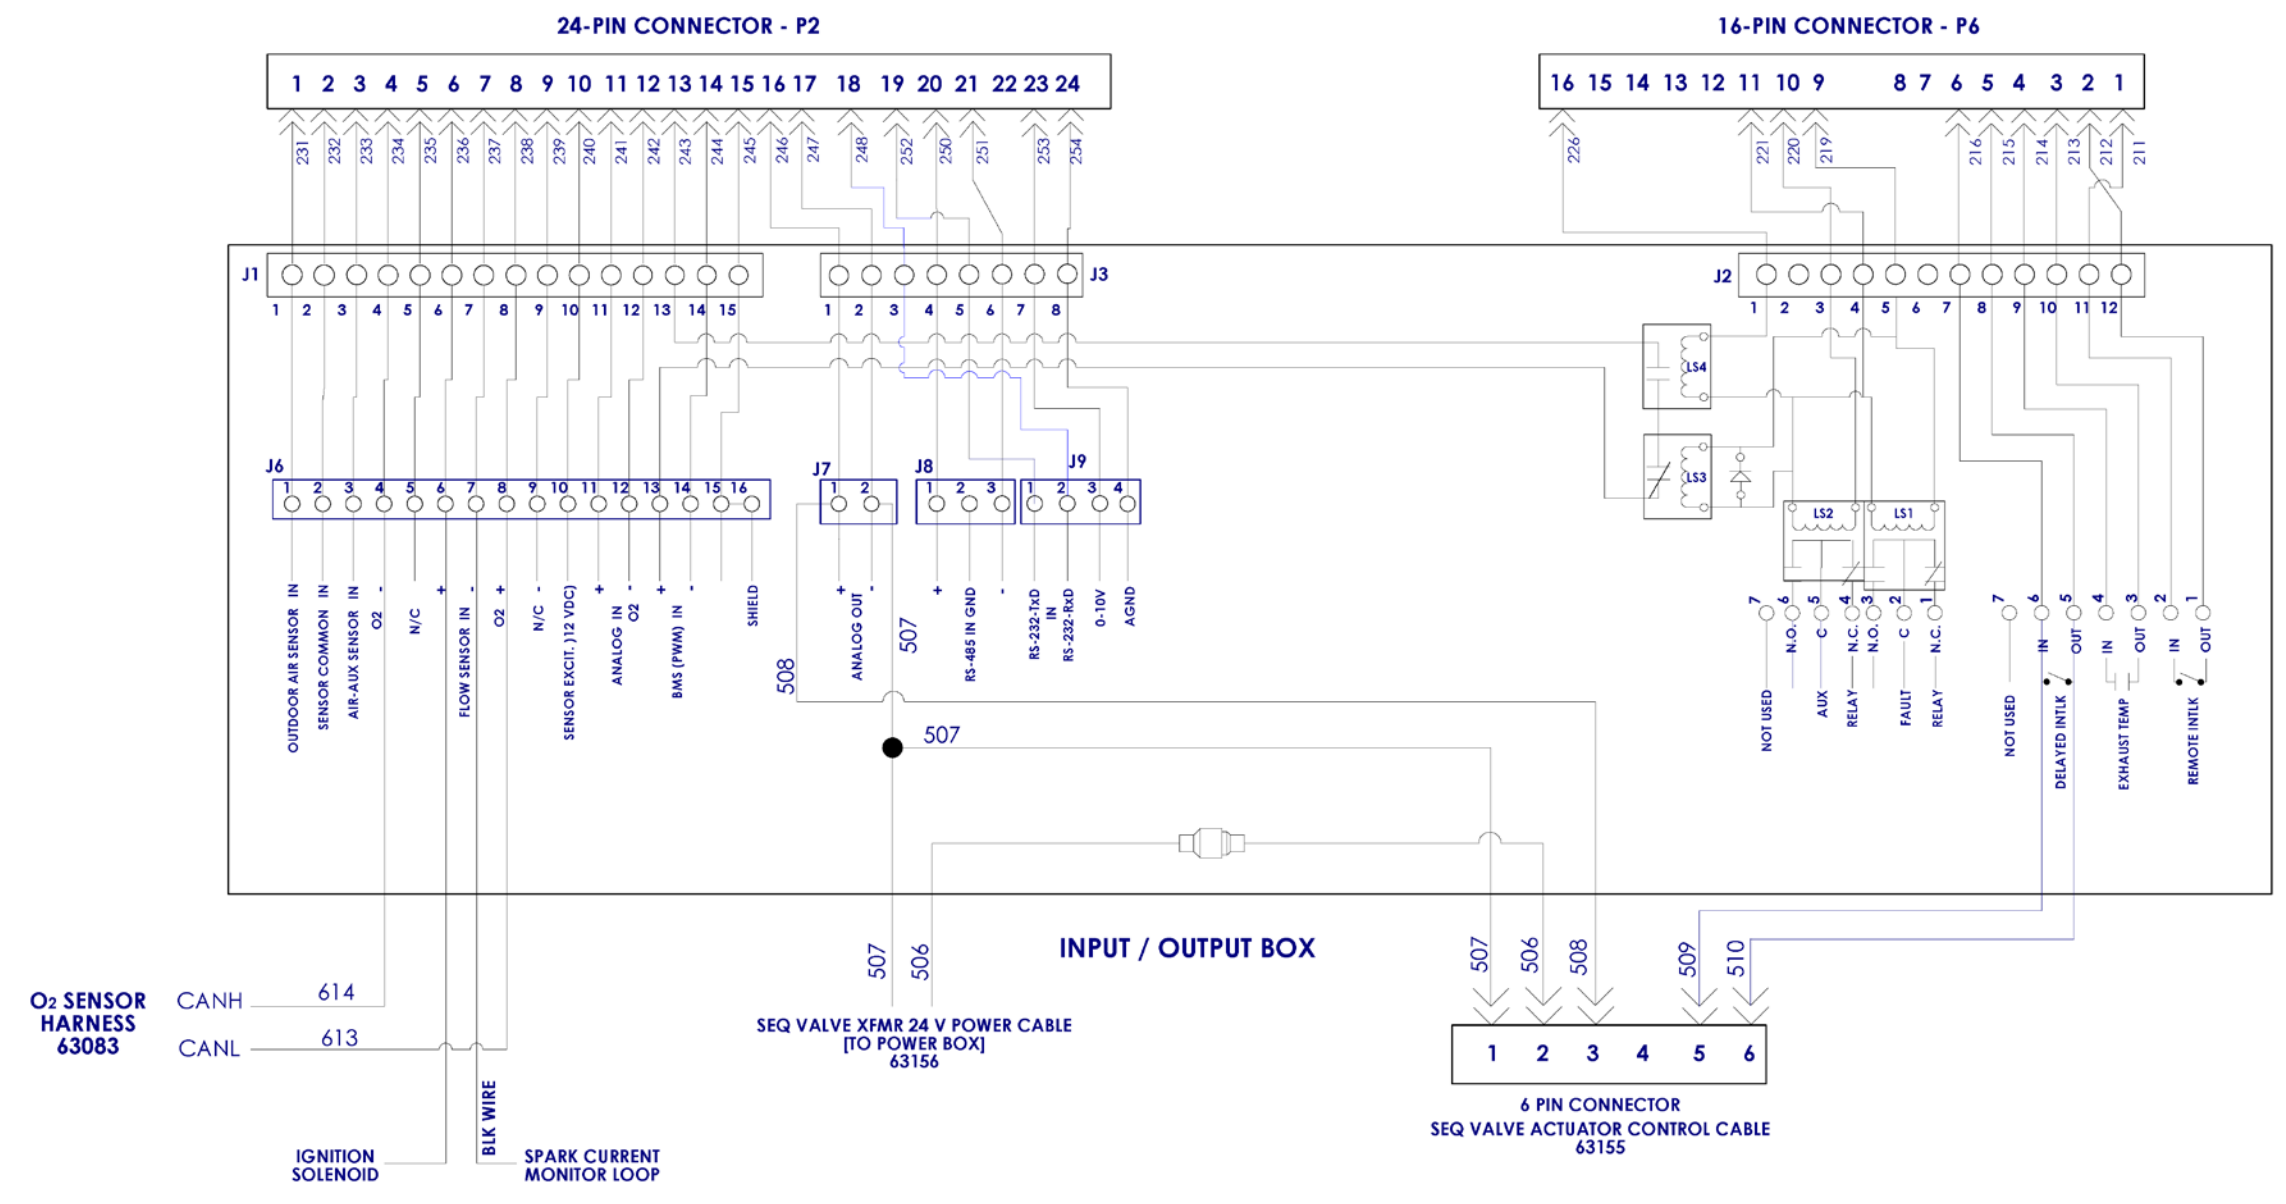 24-PIN CONNECTOR - P2
16-PIN CONNECTOR - P6
1 2 3 4 5 6 7 8 9 10 11 12 13 14 15 16 17 18 19 20 21 22 23 24
16 15 14 13 12 11 10 9 8 7 6 5 4 3 2 1
231 232 233 234 235 236 237 238 239 240 241 242 243 244 245 246 247 248 252 250 251 253 254
226 221 220 219 216 215 214 213 212 211
J1
J3
J2
1 2 3 4 5 6 7 8 9 10 11 12 13 14 15
1 2 3 4 5 6 7 8
1 2 3 4 5 6 7 8 9 10 11 12
LS4
LS3
LS2
LS1
J6
J7
J8
J9
1 2 3 4 5 6 7 8 9 10 11 12 13 14 15 16
1 2
1 2 3
1 2 3 4
OUTDOOR AIR SENSOR IN
SENSOR COMMON IN
AIR-AUX SENSOR IN
O2 -
N/C
+
FLOW SENSOR IN -
O2 +
N/C -
SENSOR EXCIT. )12 VDC)
+
ANALOG IN
O2 -
+
BMS (PWM) IN -
SHIELD
+
ANALOG OUT
-
507
508
+
RS-485 IN GND
-
RS-232-TxD
IN
RS-232-RxD
0-10V
AGND
7 6 5 4 3 2 1
NOT USED
N.O.
C
AUX
N.C.
RELAY
N.O.
C
FAULT
N.C.
RELAY
7 6 5 4 3 2 1
NOT USED
IN
OUT
DELAYED INTLK
IN
OUT
EXHAUST TEMP
IN
OUT
REMOTE INTLK
507
INPUT / OUTPUT BOX
507
506
507
506
508
509
510
O2 SENSOR
HARNESS
63083
CANH
614
CANL
613
SEQ VALVE XFMR 24 V POWER CABLE
[TO POWER BOX]
63156
1 2 3 4 5 6
6 PIN CONNECTOR
SEQ VALVE ACTUATOR CONTROL CABLE
63155
BLK WIRE
IGNITION
SOLENOID
SPARK CURRENT
MONITOR LOOP